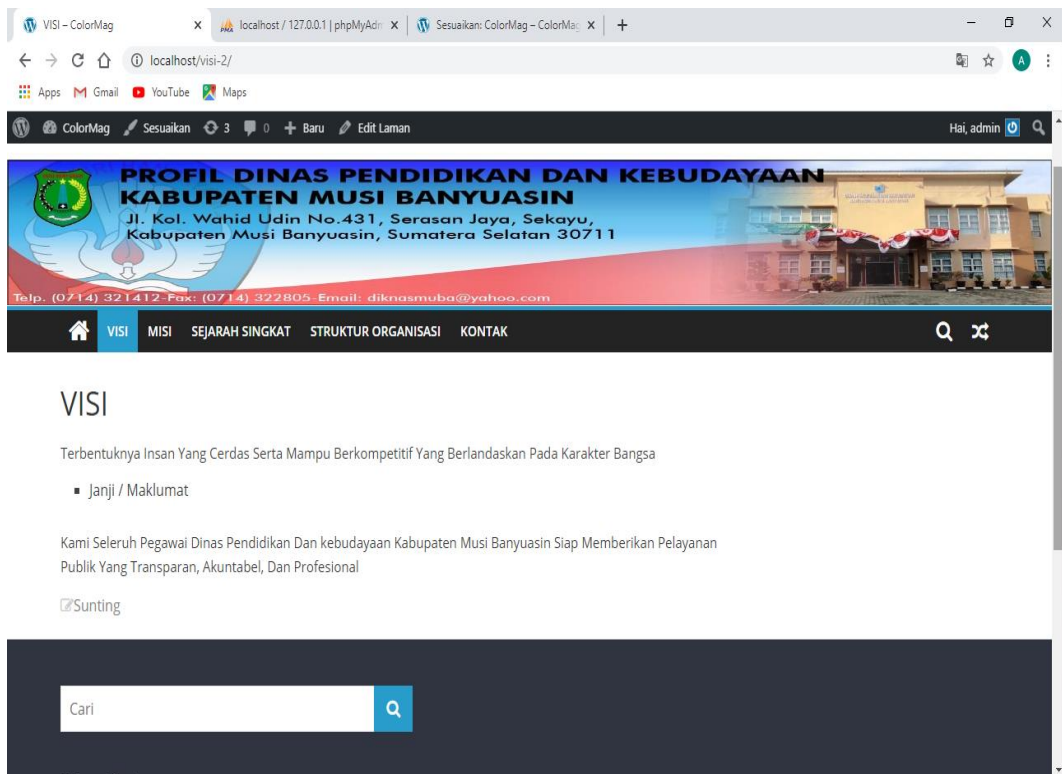 VISI – ColorMag
localhost / 127.0.0.1 | phpMyAdm
Sesuaikan: ColorMag – ColorMag
localhost/visi-2/
A
Apps Gmail YouTube Maps
ColorMag Sesuaikan 3 0 Baru Edit Laman Hai, admin
PROFIL DINAS PENDIDIKAN DAN KEBUDAYAAN
KABUPATEN MUSI BANYUASIN
Jl. Kol. Wahid Udin No.431, Serasan Jaya, Sekayu,
Kabupaten Musi Banyuasin, Sumatera Selatan 30711
Telp. (0714) 321412-Fax: (0714) 322805-Email: diknasmuba@yahoo.com
VISI MISI SEJARAH SINGKAT STRUKTUR ORGANISASI KONTAK
VISI
Terbentuknya Insan Yang Cerdas Serta Mampu Berkompetitif Yang Berlandaskan Pada Karakter Bangsa
Janji / Maklumat
Kami Seleruh Pegawai Dinas Pendidikan Dan kebudayaan Kabupaten Musi Banyuasin Siap Memberikan Pelayanan
Publik Yang Transparan, Akuntabel, Dan Profesional
Sunting
Cari